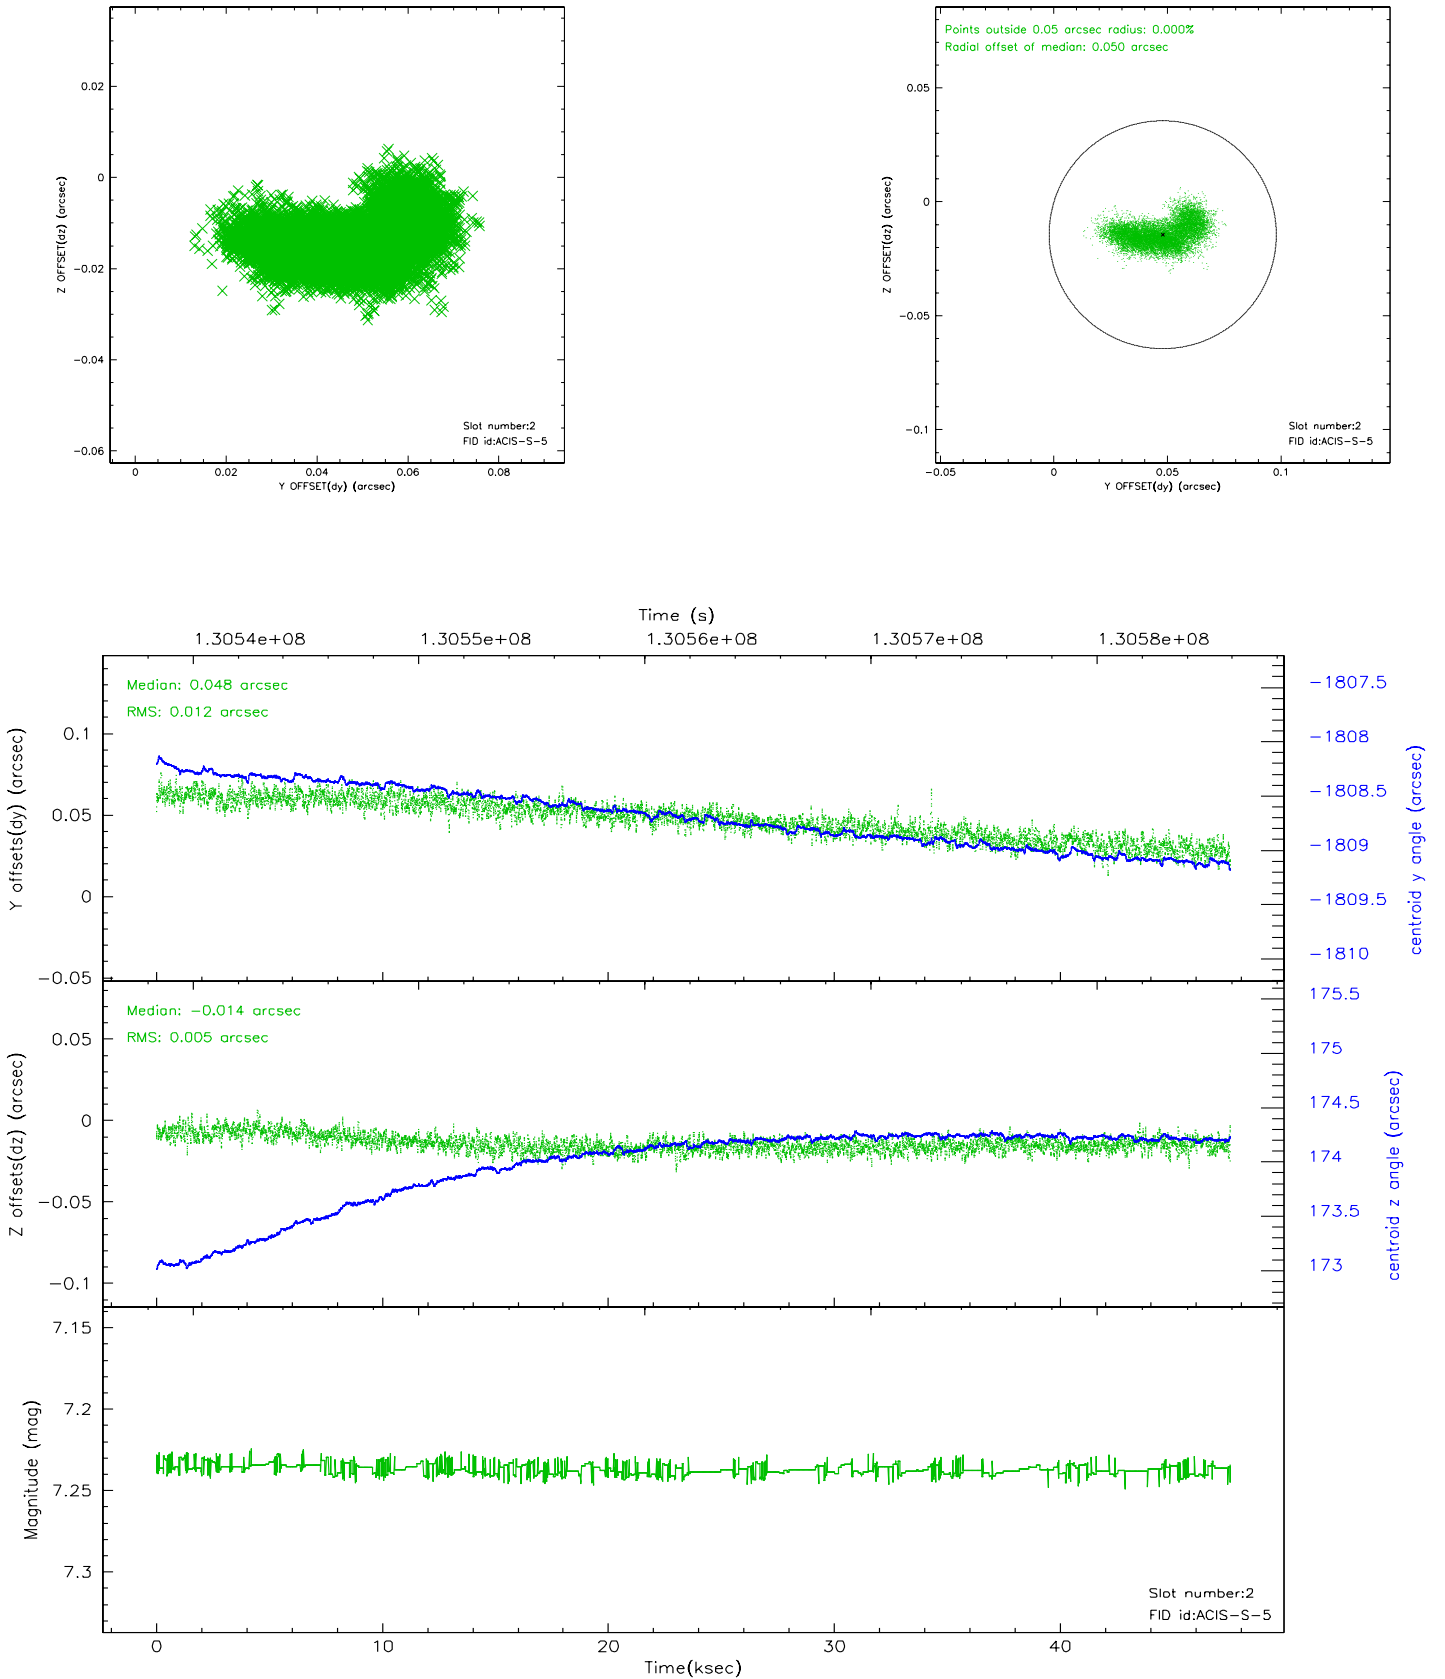 0.02
0
−0.02
−0.04
−0.06
Z OFFSET(dz) (arcsec)
Slot number:2
FID id:ACIS−S−5
0
0.02
0.04
0.06
0.08
Y OFFSET(dy) (arcsec)
Points outside 0.05 arcsec radius: 0.000%
Radial offset of median: 0.050 arcsec
0.05
0
−0.05
−0.1
Z OFFSET(dz) (arcsec)
Slot number:2
FID id:ACIS−S−5
−0.05
0
0.05
0.1
Y OFFSET(dy) (arcsec)
Time (s)
1.3054e+08
1.3055e+08
1.3056e+08
1.3057e+08
1.3058e+08
Median: 0.048 arcsec
RMS: 0.012 arcsec
0.1
0.05
0
−0.05
Y offsets(dy) (arcsec)
−1807.5
−1808
−1808.5
−1809
−1809.5
−1810
centroid y angle (arcsec)
Median: −0.014 arcsec
RMS: 0.005 arcsec
0.05
0
−0.05
−0.1
Z offsets(dz) (arcsec)
175.5
175
174.5
174
173.5
173
centroid z angle (arcsec)
7.15
7.2
7.25
7.3
Magnitude (mag)
Slot number:2
FID id:ACIS−S−5
0
10
20
30
40
Time(ksec)